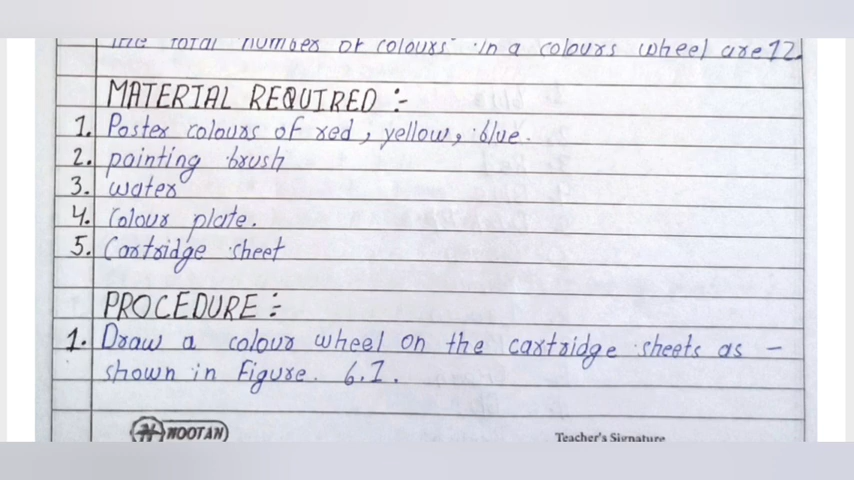 The total number of colours in a colours wheel are 12.
MATERIAL REQUIRED :-
1. Poster colours of red, yellow, blue.
2. painting brush
3. water
4. Colour plate.
5. Cartridge sheet
PROCEDURE :-
1. Draw a colour wheel on the cartridge sheets as -
shown in Figure. 6.1.
NOOTAN
Teacher's Signature